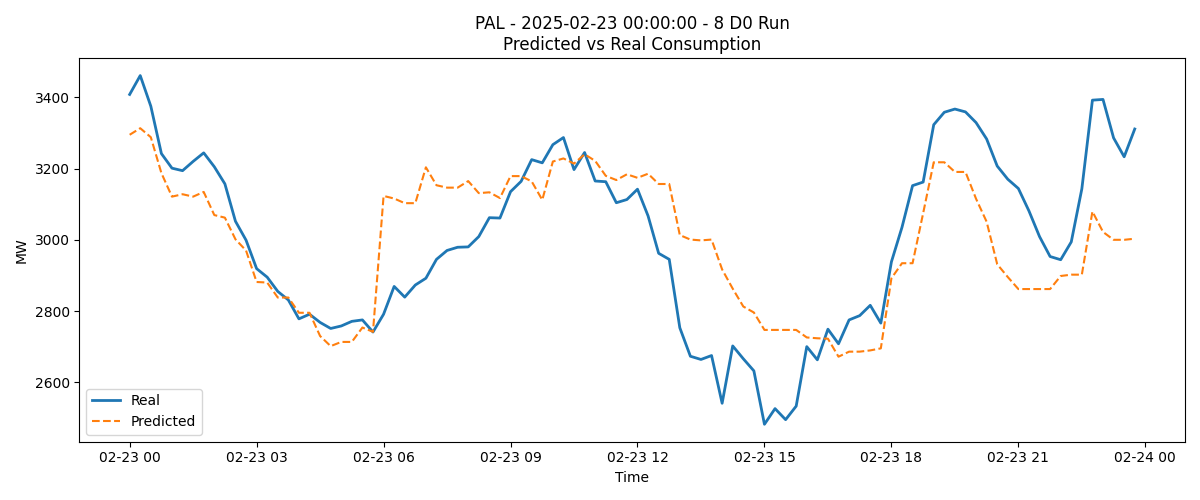 PAL - 2025-02-23 00:00:00 - 8 D0 Run
Predicted vs Real Consumption
MW
3400
3200
3000
2800
2600
Real
Predicted
02-23 00
02-23 03
02-23 06
02-23 09
02-23 12
02-23 15
02-23 18
02-23 21
02-24 00
Time